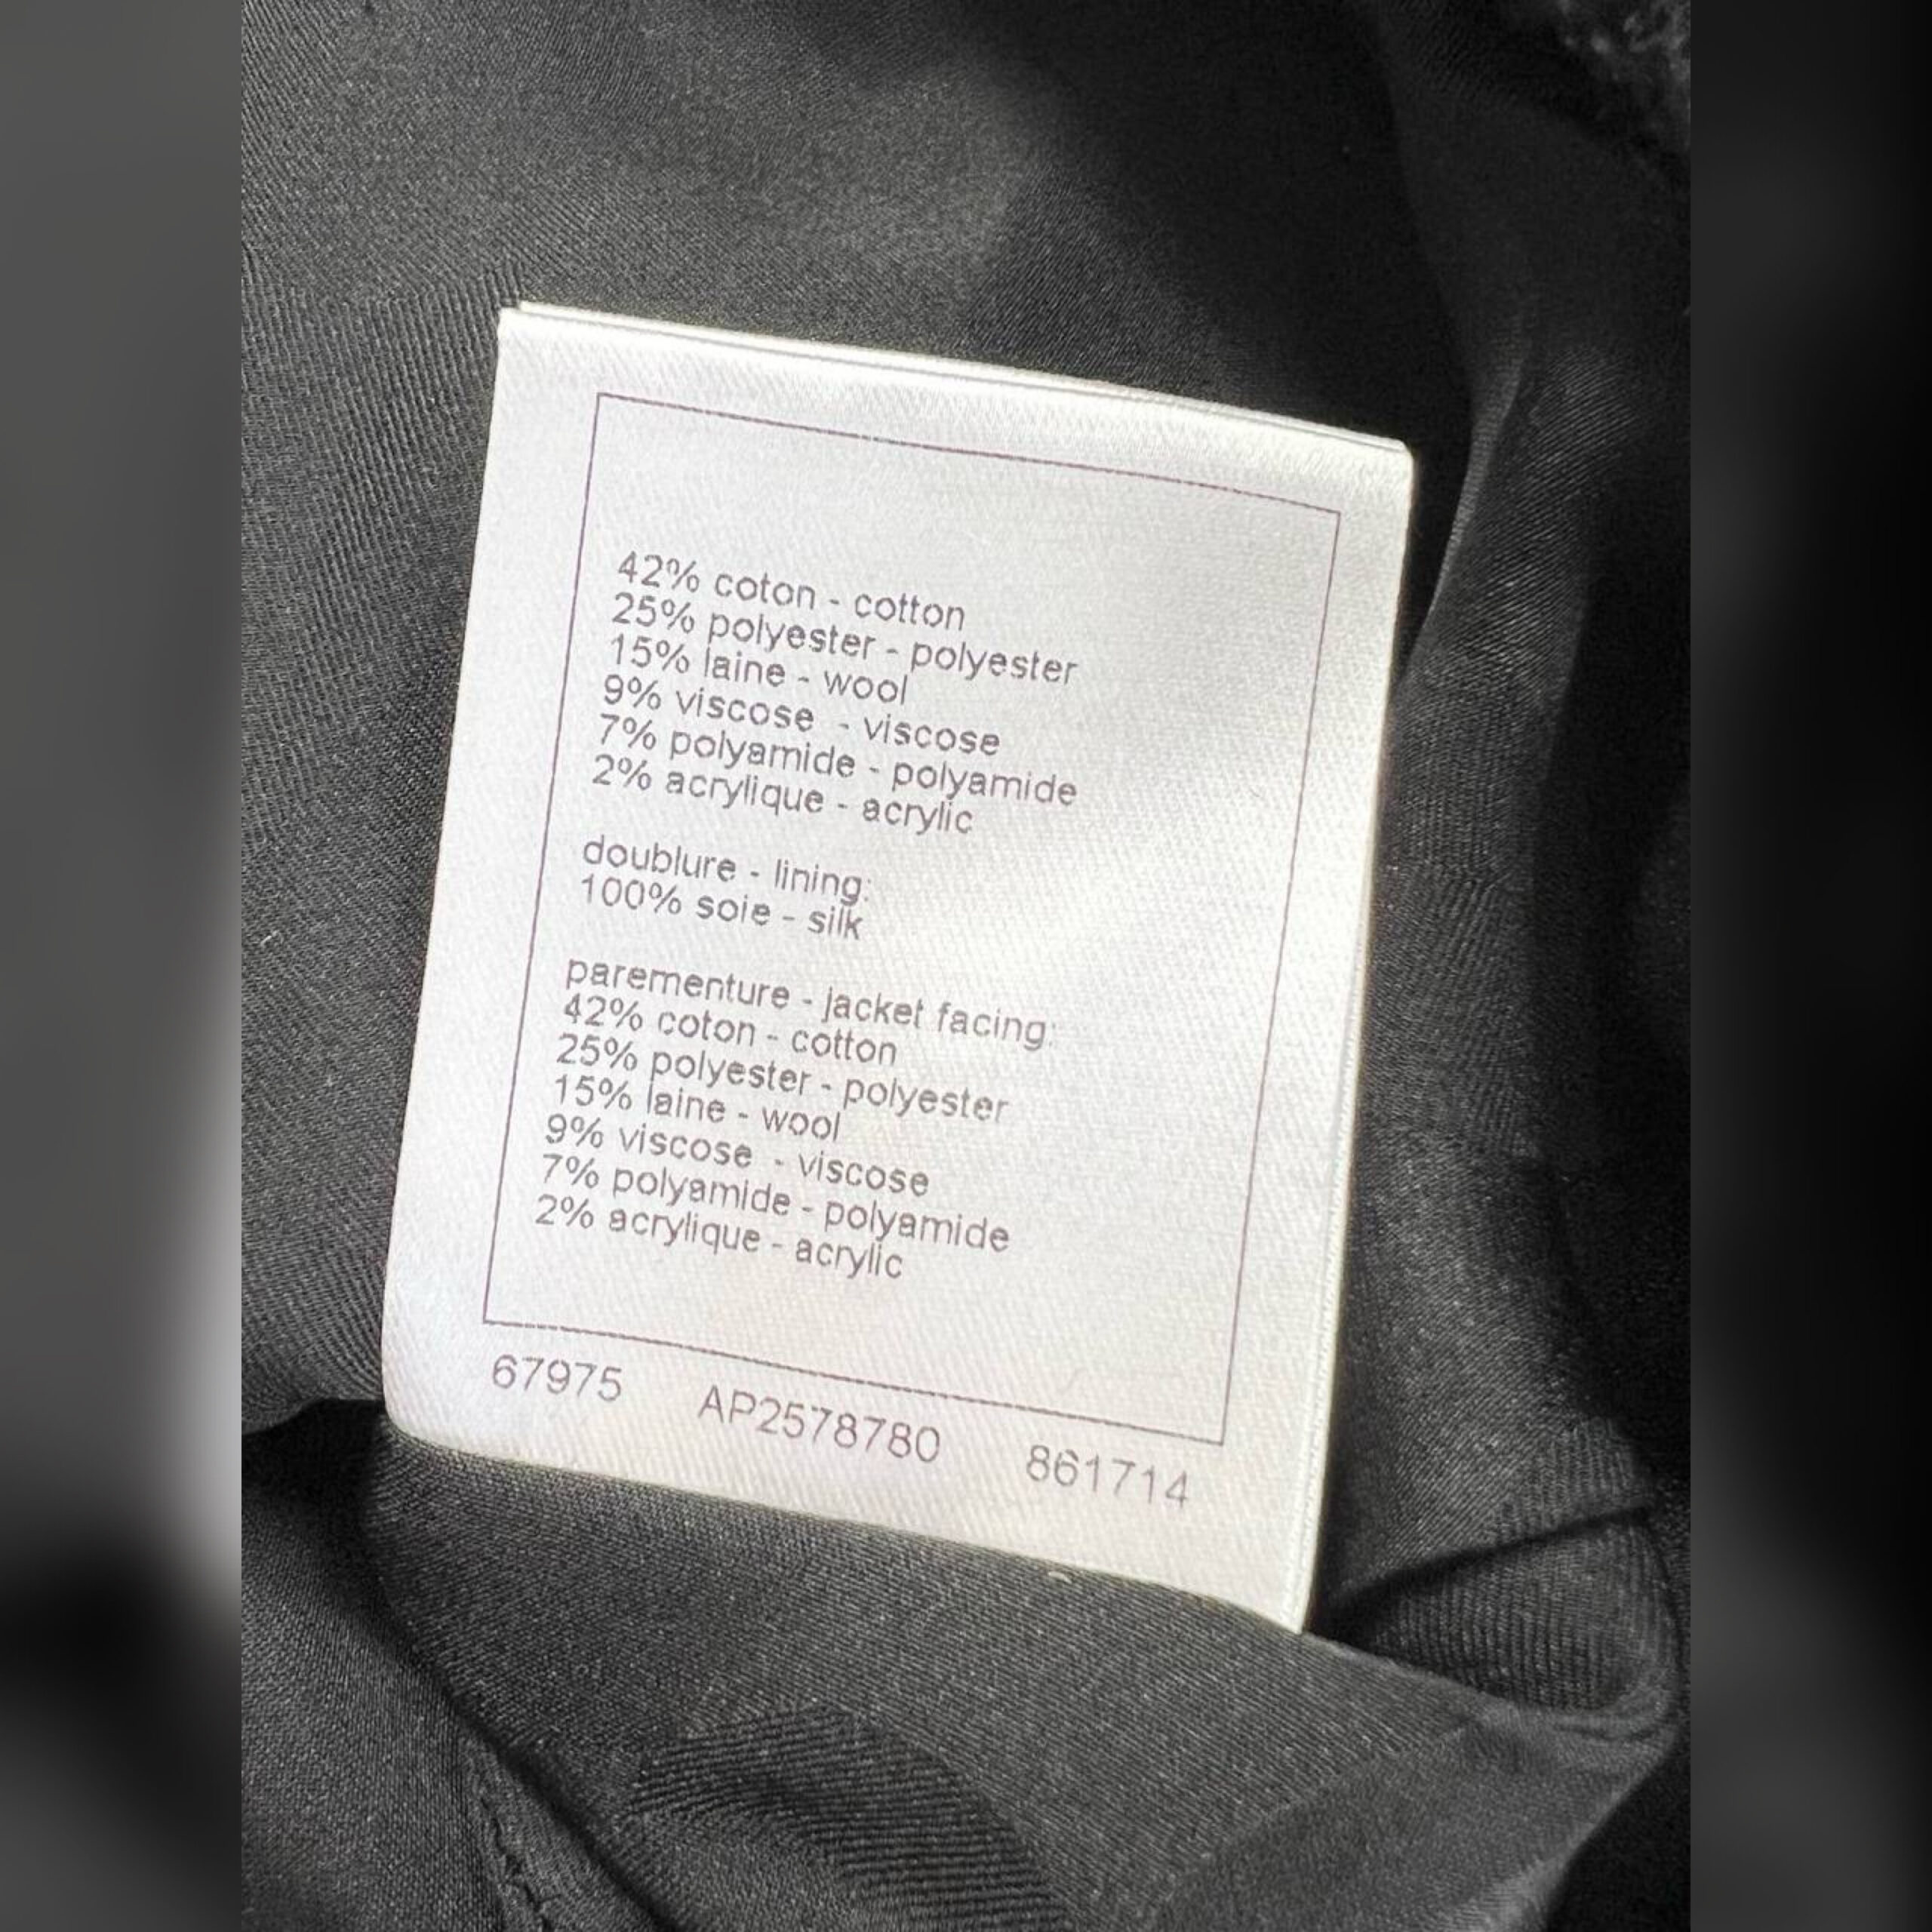 42% coton - cotton
25% polyester - polyester
15% laine - wool
9% viscose - viscose
7% polyamide - polyamide
2% acrylique - acrylic
doublure - lining:
100% soie - silk
parementure - jacket facing:
42% coton - cotton
25% polyester - polyester
15% laine - wool
9% viscose - viscose
7% polyamide - polyamide
2% acrylique - acrylic
67975 AP2578780 861714